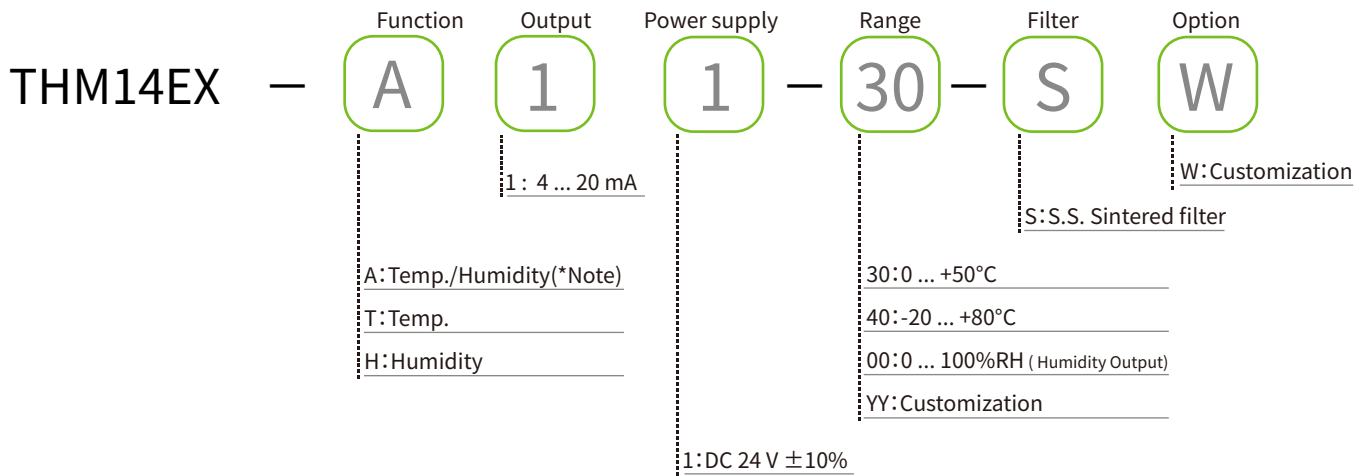 Function Output Power supply Range Filter Option
THM14EX — A 1 1 — 30 — S W
1 : 4 ... 20 mA
W:Customization
S:S.S. Sintered filter
A:Temp./Humidity(*Note)
T:Temp.
H:Humidity
30:0 ... +50°C
40:-20 ... +80°C
00:0 ... 100%RH ( Humidity Output)
YY:Customization
1:DC 24 V ±10%